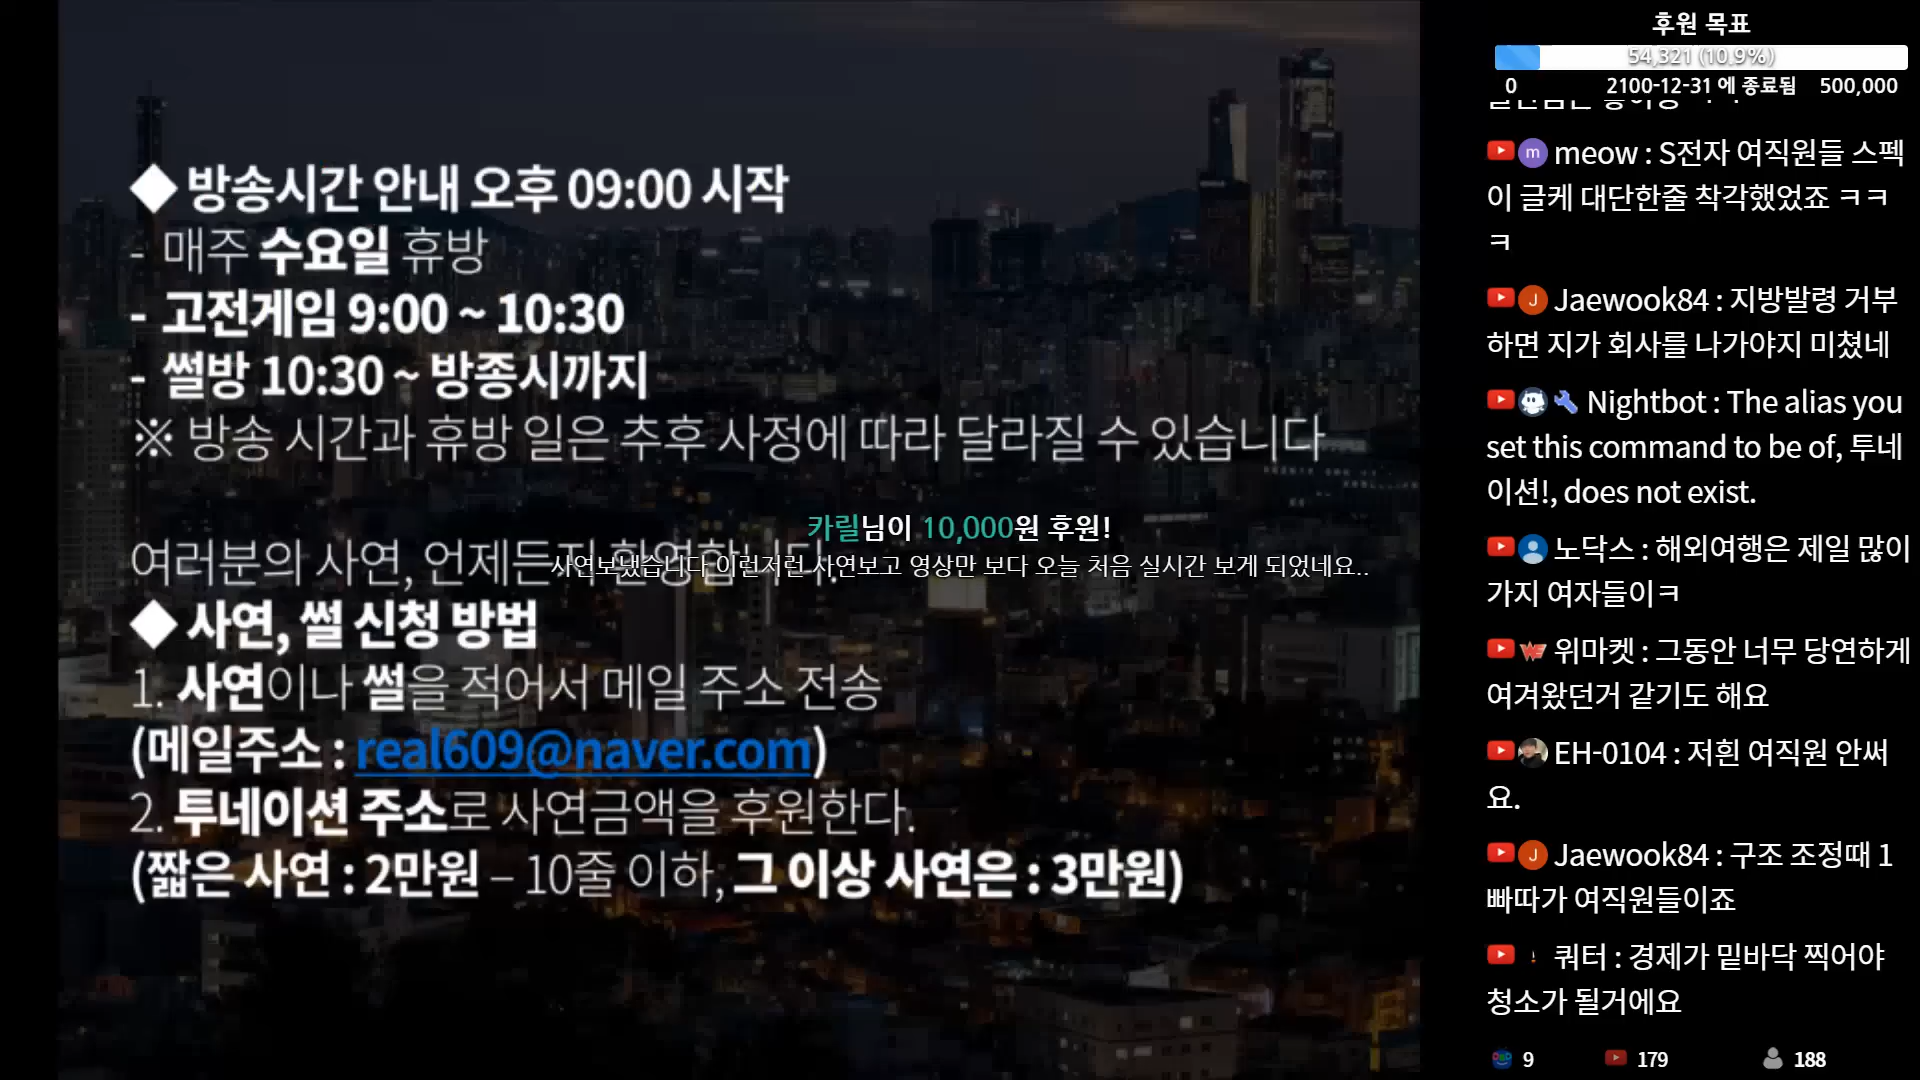 ◆ 방송시간 안내 오후 09:00 시작
- 매주 수요일 휴방
- 고전게임 9:00 ~ 10:30
- 썰방 10:30 ~ 방종시까지
※ 방송 시간과 휴방 일은 추후 사정에 따라 달라질 수 있습니다
카릴님이 10,000원 후원!
사연보냈습니다 이런저런 사연보고 영상만 보다 오늘 처음 실시간 보게 되었네요..
여러분의 사연, 언제든지 환영합니다.
◆ 사연, 썰 신청 방법
1. 사연이나 썰을 적어서 메일 주소 전송
(메일주소 : real609@naver.com)
2. 투네이션 주소로 사연금액을 후원한다.
(짧은 사연 : 2만원 – 10줄 이하, 그 이상 사연은 : 3만원)
후원 목표
54,321 (10.9%)
0 2100-12-31 에 종료됨 500,000
m meow : S전자 여직원들 스펙
이 글케 대단한줄 착각했었죠 ㅋㅋ
ㅋ
J Jaewook84 : 지방발령 거부
하면 지가 회사를 나가야지 미쳤네
Nightbot : The alias you
set this command to be of, 투네
이션!, does not exist.
노닥스 : 해외여행은 제일 많이
가지 여자들이ㅋ
위마켓 : 그동안 너무 당연하게
여겨왔던거 같기도 해요
EH-0104 : 저흰 여직원 안써
요.
J Jaewook84 : 구조 조정때 1
빠따가 여직원들이죠
쿼터 : 경제가 밑바닥 찍어야
청소가 될거에요
9 179 188